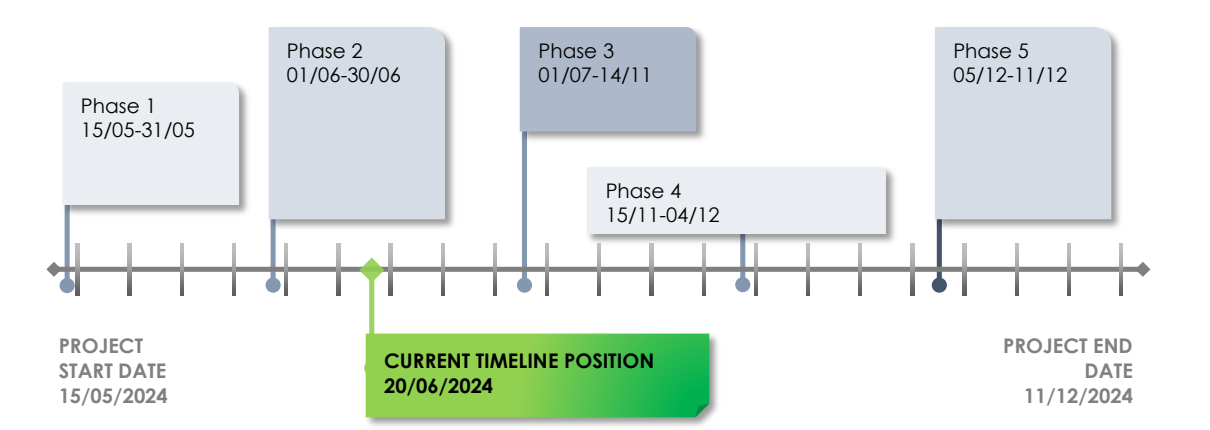 Phase 1
15/05-31/05
Phase 2
01/06-30/06
Phase 3
01/07-14/11
Phase 4
15/11-04/12
Phase 5
05/12-11/12
PROJECT
START DATE
15/05/2024
CURRENT TIMELINE POSITION
20/06/2024
PROJECT END
DATE
11/12/2024